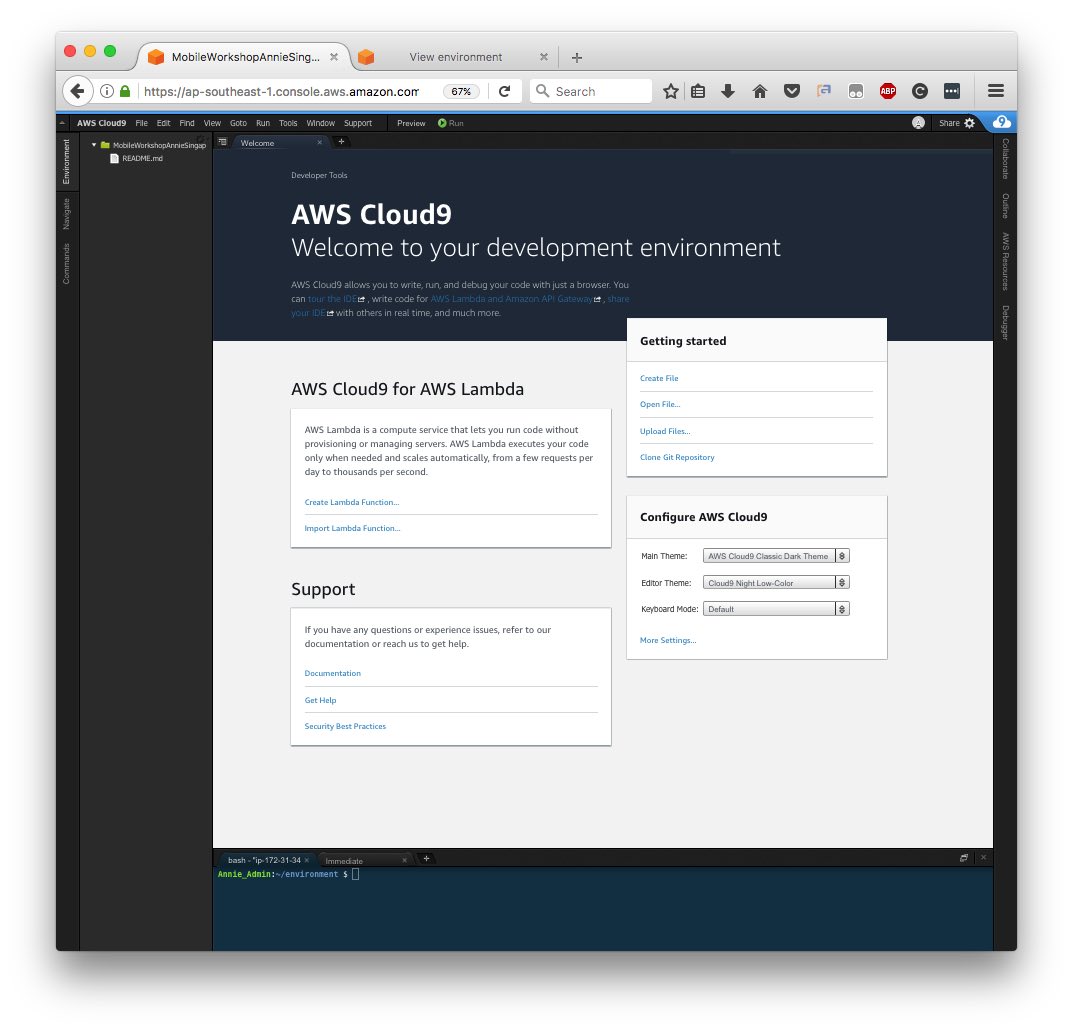 MobileWorkshopAnnieSing...
View environment
https://ap-southeast-1.console.aws.amazon.com
67%
Search
ABP
AWS Cloud9 File Edit Find View Goto Run Tools Window Support Preview Run
Share
9
Environment
Navigate
Commands
MobileWorkshopAnnieSingap
README.md
Welcome
Developer Tools
AWS Cloud9
Welcome to your development environment
AWS Cloud9 allows you to write, run, and debug your code with just a browser. You
can tour the IDE, write code for AWS Lambda and Amazon API Gateway, share
your IDE with others in real time, and much more.
AWS Cloud9 for AWS Lambda
AWS Lambda is a compute service that lets you run code without
provisioning or managing servers. AWS Lambda executes your code
only when needed and scales automatically, from a few requests per
day to thousands per second.
Create Lambda Function...
Import Lambda Function...
Support
If you have any questions or experience issues, refer to our
documentation or reach us to get help.
Documentation
Get Help
Security Best Practices
Getting started
Create File
Open File...
Upload Files...
Clone Git Repository
Configure AWS Cloud9
Main Theme: AWS Cloud9 Classic Dark Theme
Editor Theme: Cloud9 Night Low-Color
Keyboard Mode: Default
More Settings...
Collaborate
Outline
AWS Resources
Debugger
bash - "ip-172-31-34
Immediate
Annie_Admin:~/environment $